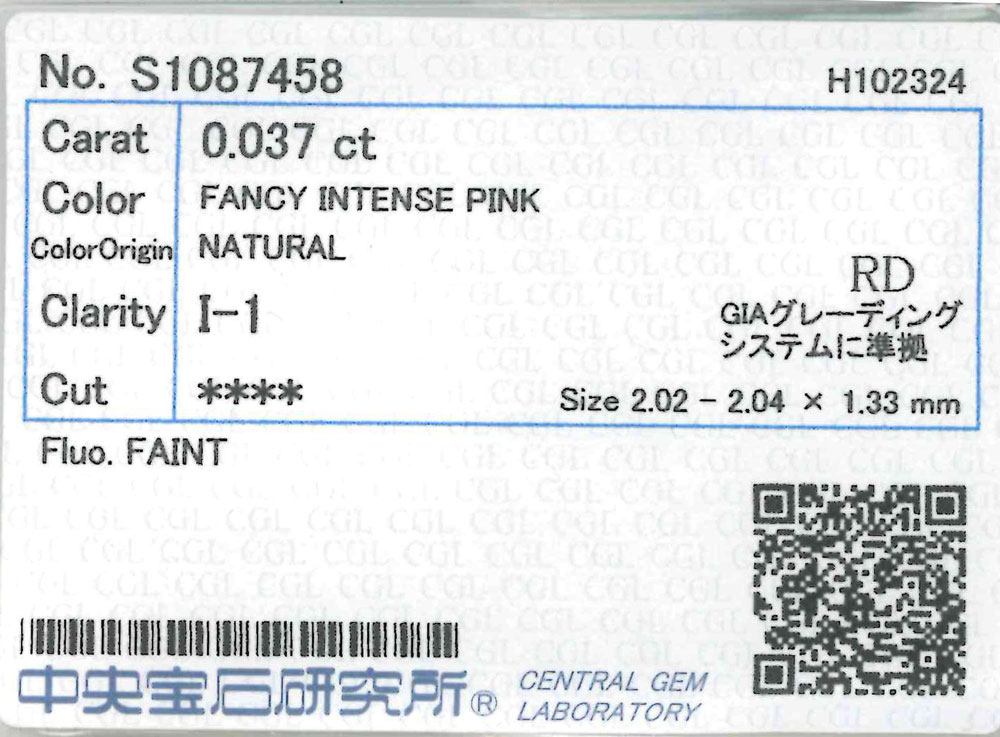 No. S1087458
H102324
Carat 0.037 ct
Color FANCY INTENSE PINK
ColorOrigin NATURAL
Clarity I-1
RD
GIAグレーディング
システムに準拠
Cut ****
Size 2.02 - 2.04 × 1.33 mm
Fluo. FAINT
中央宝石研究所® CENTRAL GEM
LABORATORY